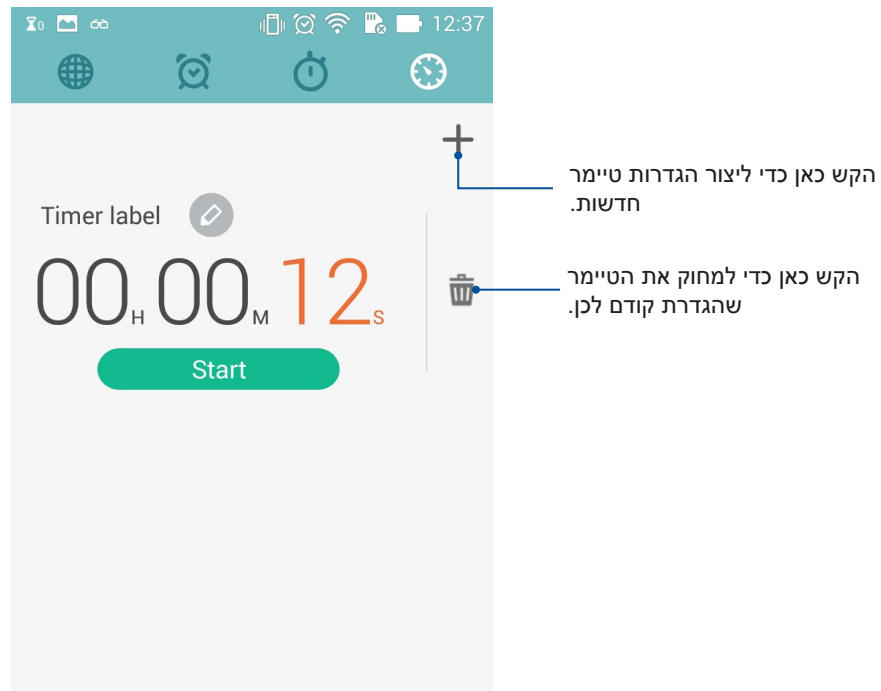 0 12:37
הקש כאן כדי ליצור הגדרות טיימר
חדשות.
Timer label
00H 00M 12S
הקש כאן כדי למחוק את הטיימר
שהגדרת קודם לכן.
Start